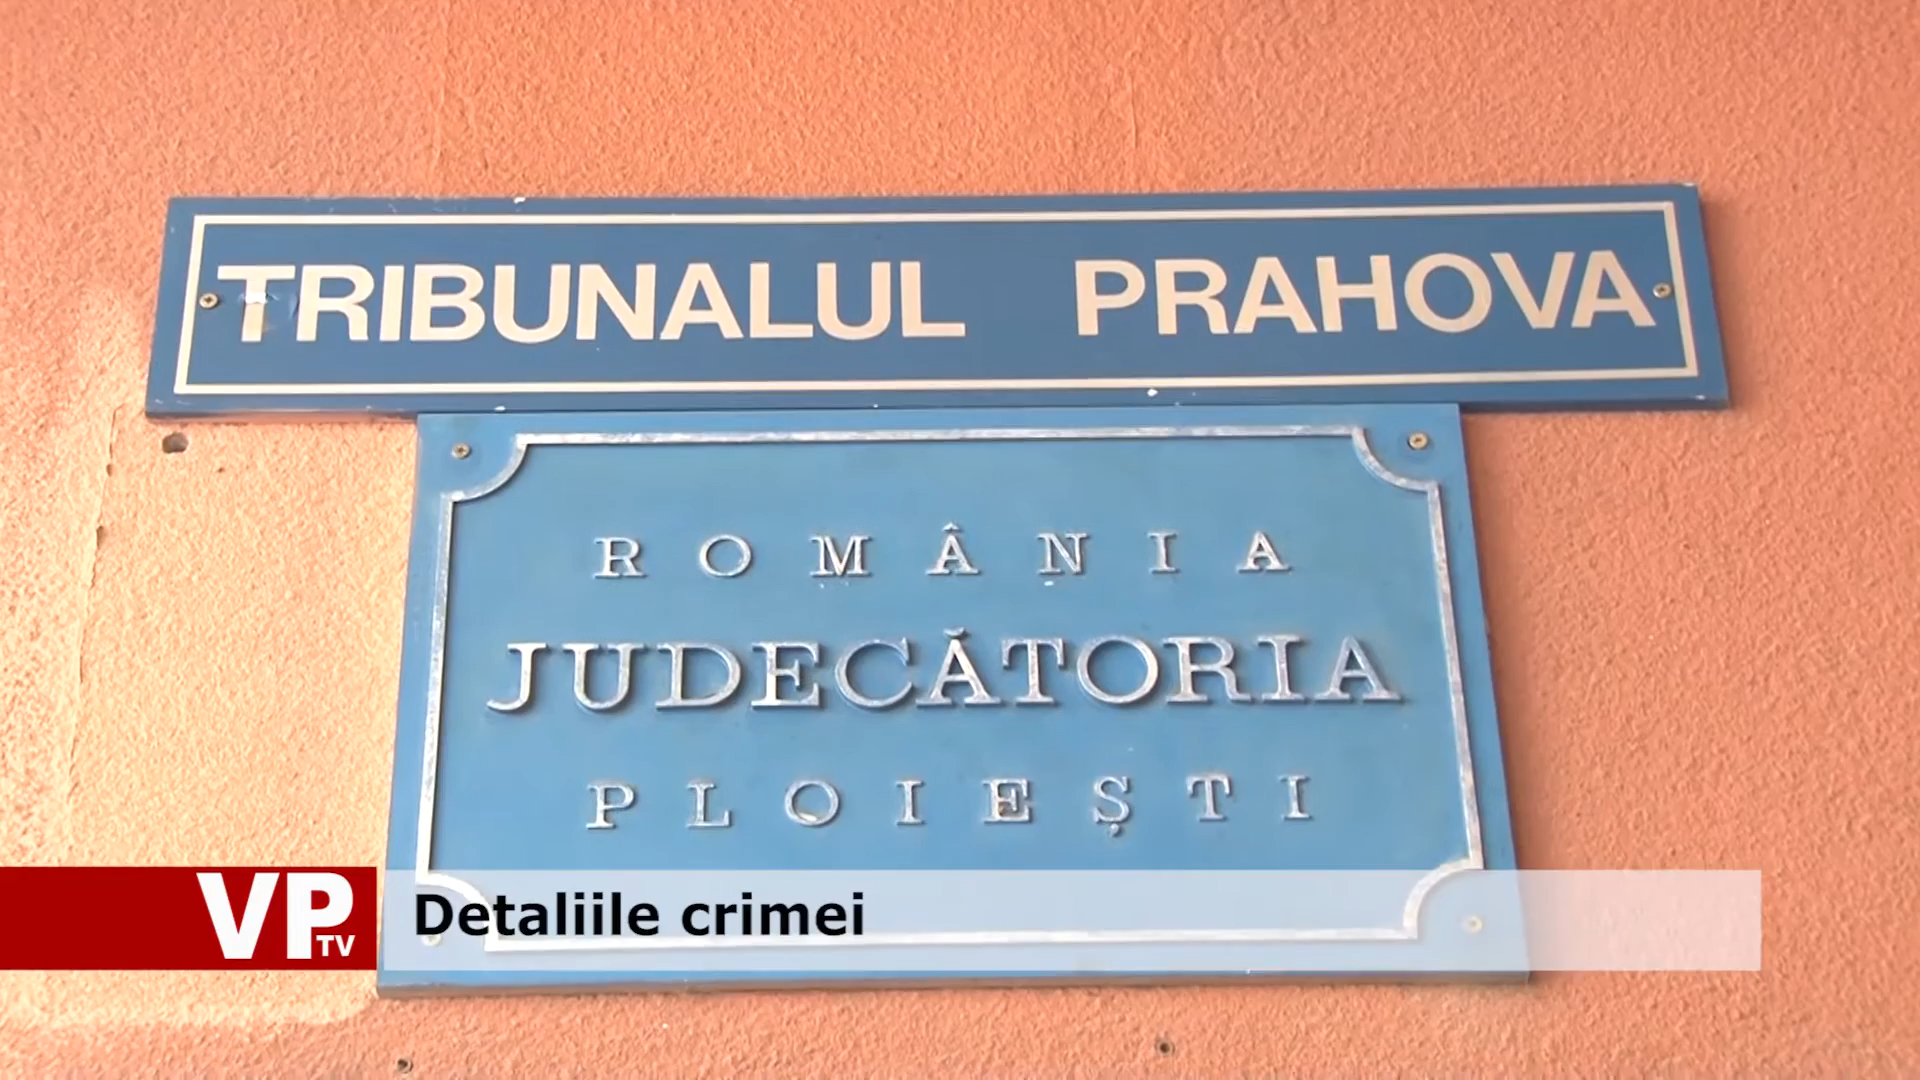 TRIBUNALUL PRAHOVA
ROMÂNIA
JUDECĂTORIA
PLOIEȘTI
VP TV
Detaliile crimei